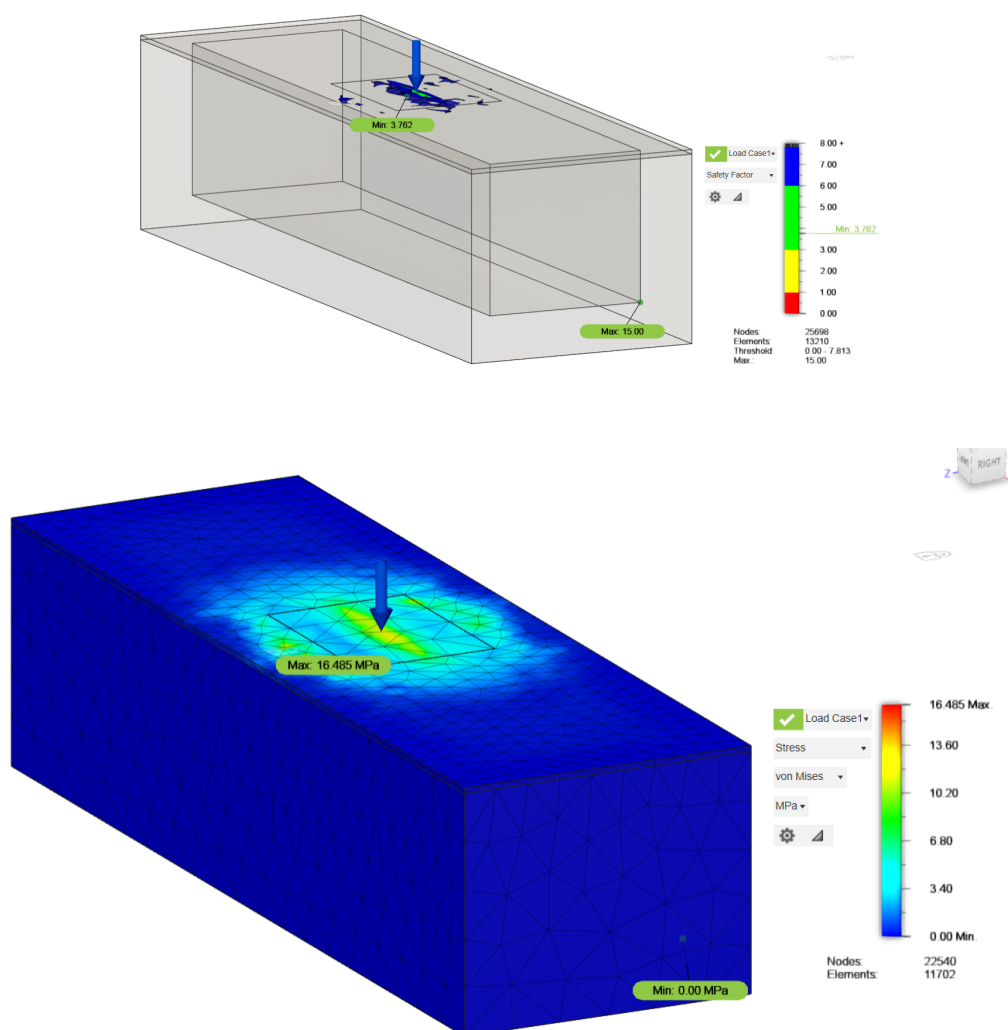 Min: 3.762
Max: 15.00
Load Case1
Safety Factor
8.00 +
7.00
6.00
5.00
Min: 3.762
3.00
2.00
1.00
0.00
Nodes: 25698
Elements: 13210
Threshold: 0.00 - 7.813
Max.: 15.00
Z
RIGHT
Max: 16.485 MPa
Min: 0.00 MPa
Load Case1
Stress
von Mises
MPa
16.485 Max.
13.60
10.20
6.80
3.40
0.00 Min.
Nodes: 22540
Elements: 11702